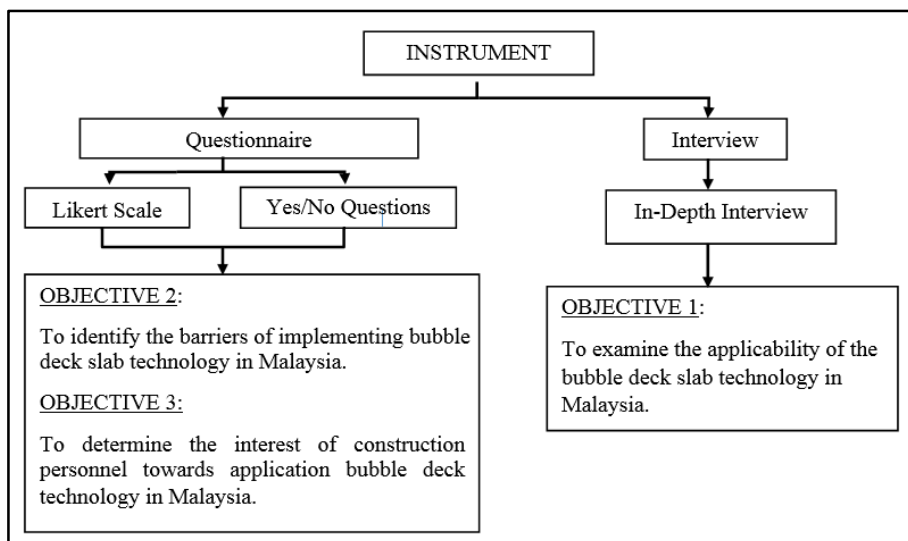 INSTRUMENT
Questionnaire
Interview
Likert Scale
Yes/No Questions
In-Depth Interview
OBJECTIVE 2:
To identify the barriers of implementing bubble
deck slab technology in Malaysia.
OBJECTIVE 3:
To determine the interest of construction
personnel towards application bubble deck
technology in Malaysia.
OBJECTIVE 1:
To examine the applicability of the
bubble deck slab technology in
Malaysia.